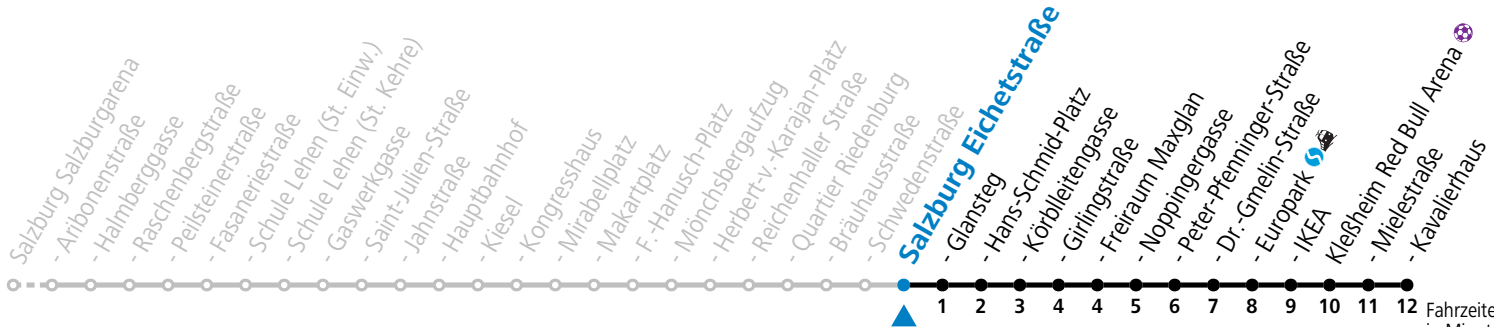 Salzburg Salzburgarena
- Aribonenstraße
- Halmberggasse
- Raschenbergstraße
- Peilsteinerstraße
- Fasaneriestraße
- Schule Lehen (St. Einw.)
- Schule Lehen (St. Kehre)
- Gaswerkgasse
- Saint-Julien-Straße
- Jahnstraße
- Hauptbahnhof
- Kiesel
- Kongresshaus
- Mirabellplatz
- Makartplatz
- F.-Hanusch-Platz
- Mönchsbergaufzug
- Herbert-v.-Karajan-Platz
- Reichenhaller Straße
- Quartier Riedenburg
- Bräuhausstraße
- Schwedenstraße
Salzburg Eichetstraße
- Glansteg
- Hans-Schmid-Platz
- Körblleitengasse
- Girlingstraße
- Freiraum Maxglan
- Noppingergasse
- Peter-Pfenninger-Straße
- Dr.-Gmelin-Straße
- Europark
- IKEA
Kleßheim Red Bull Arena
- Mielestraße
- Kavalierhaus
1 2 3 4 4 5 6 7 8 9 10 11 12 Fahrzeite